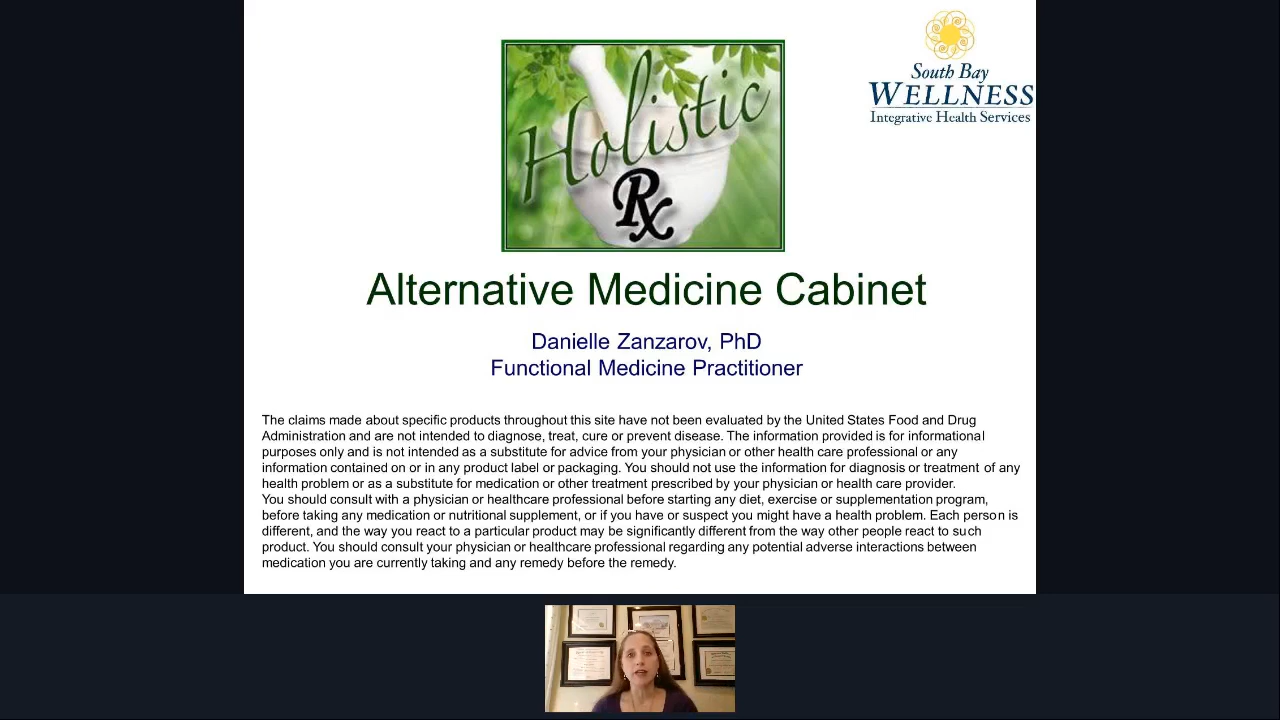 South Bay
WELLNESS
Integrative Health Services
Holistic
Rx
Alternative Medicine Cabinet
Danielle Zanzarov, PhD
Functional Medicine Practitioner
The claims made about specific products throughout this site have not been evaluated by the United States Food and Drug
Administration and are not intended to diagnose, treat, cure or prevent disease. The information provided is for informational
purposes only and is not intended as a substitute for advice from your physician or other health care professional or any
information contained on or in any product label or packaging. You should not use the information for diagnosis or treatment of any
health problem or as a substitute for medication or other treatment prescribed by your physician or health care provider.
You should consult with a physician or healthcare professional before starting any diet, exercise or supplementation program,
before taking any medication or nutritional supplement, or if you have or suspect you might have a health problem. Each person is
different, and the way you react to a particular product may be significantly different from the way other people react to such
product. You should consult your physician or healthcare professional regarding any potential adverse interactions between
medication you are currently taking and any remedy before the remedy.